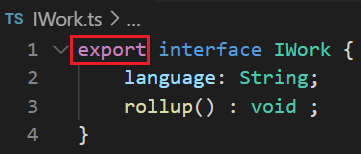 TS IWork.ts > ...
1 export interface IWork {
2 language: String;
3 rollup() : void ;
4 }